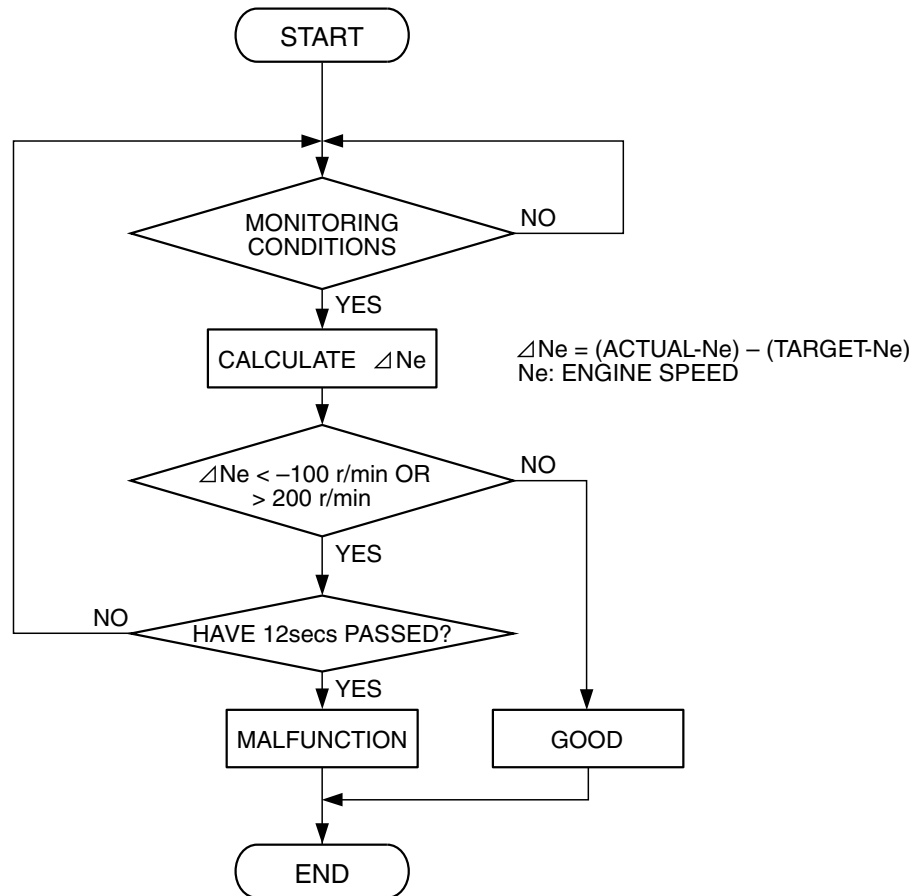 START
MONITORING
CONDITIONS
NO
YES
CALCULATE ⊿Ne
⊿Ne = (ACTUAL-Ne) – (TARGET-Ne)
Ne: ENGINE SPEED
⊿Ne < –100 r/min OR
> 200 r/min
NO
YES
NO
HAVE 12secs PASSED?
YES
MALFUNCTION
GOOD
END